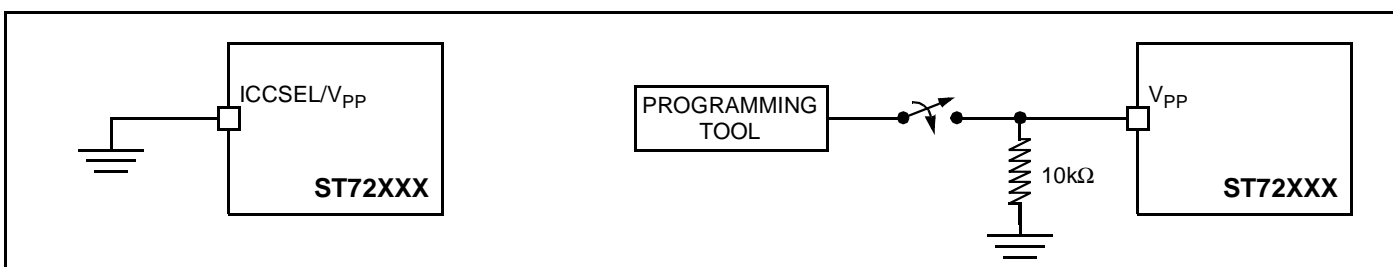 ICCSEL/VPP
ST72XXX
PROGRAMMING
TOOL
VPP
10kΩ
ST72XXX